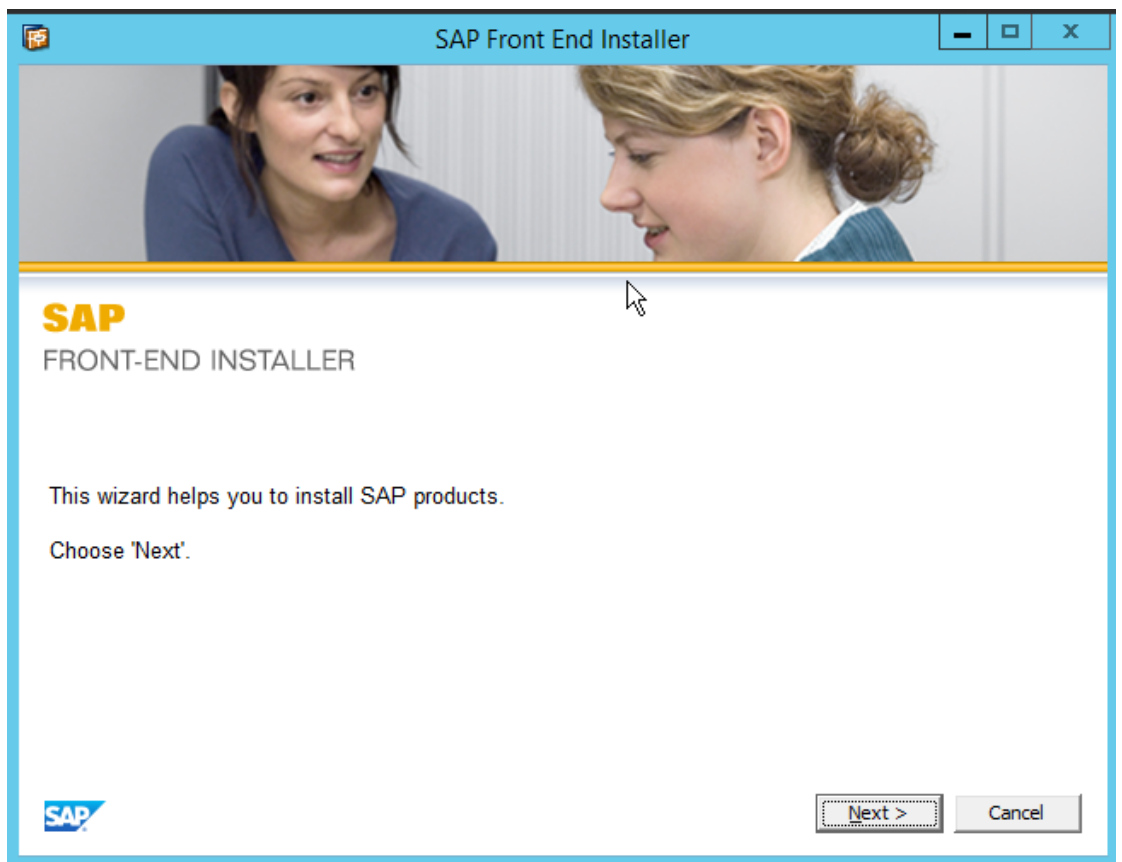 SAP Front End Installer
SAP
FRONT-END INSTALLER
This wizard helps you to install SAP products.
Choose 'Next'.
SAP
Next >
Cancel